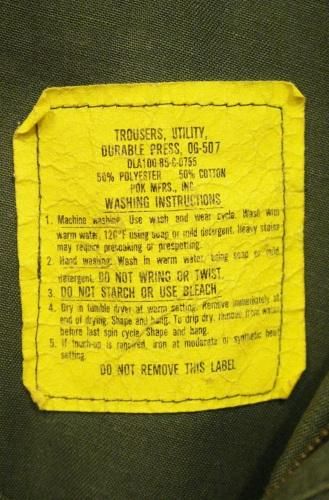 TROUSERS, UTILITY,
DURABLE PRESS, OG-507
DLA100-85-C-0755
50% POLYESTER 50% COTTON
POK MFRS., INC.
WASHING INSTRUCTIONS
1. Machine washing. Use wash and wear cycle. Wash with
warm water, 120°F using soap or mild detergent. Heavy stains
may require presoaking or prespotting.
2. Hand washing: Wash in warm water, using soap or mild
detergent. DO NOT WRING OR TWIST.
3. DO NOT STARCH OR USE BLEACH.
4. Dry in tumble dryer at warm setting. Remove immediately at
end of drying. Shape and hang. To drip dry, remove from washer
before last spin cycle. Shape and hang.
5. If touch-up is required, iron at moderate or synthetic heat
setting.
DO NOT REMOVE THIS LABEL